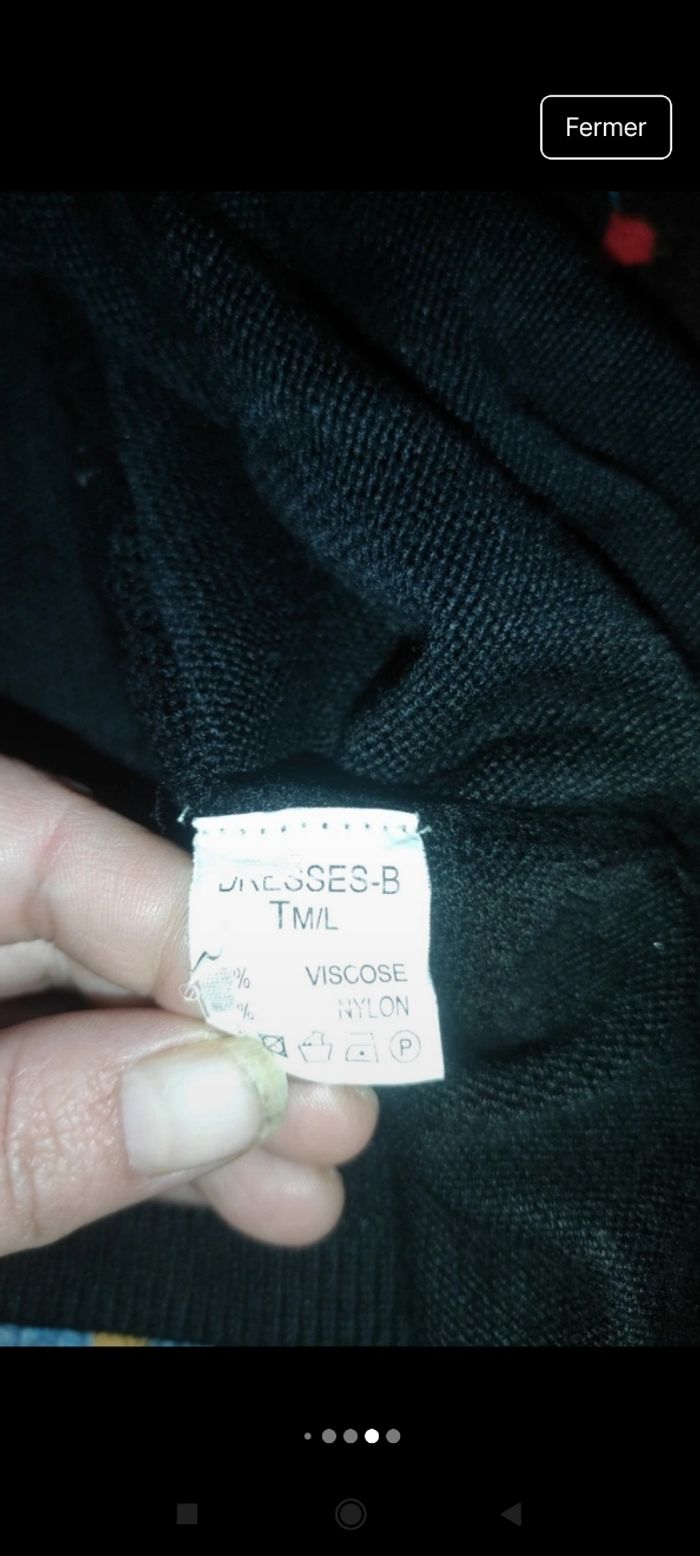 Fermer
DRESSES-B
TM/L
% VISCOSE
% NYLON
P